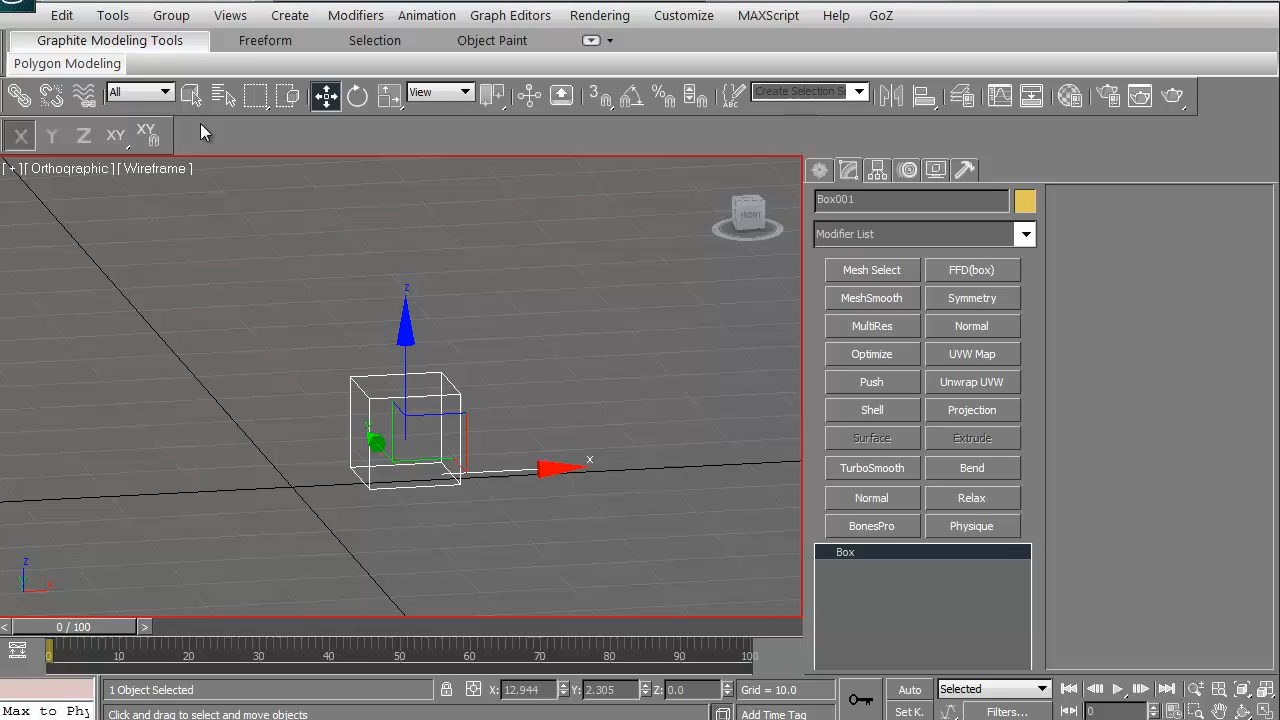 Edit Tools Group Views Create Modifiers Animation Graph Editors Rendering Customize MAXScript Help GoZ
Graphite Modeling Tools Freeform Selection Object Paint
Polygon Modeling
All View 3 ABC Create Selection Se
X Y Z XY XY
[ + ] [ Orthographic ] [ Wireframe ]
FRONT
Box001
Modifier List
Mesh Select FFD(box)
MeshSmooth Symmetry
MultiRes Normal
Optimize UVW Map
Push Unwrap UVW
Shell Projection
Surface Extrude
TurboSmooth Bend
Normal Relax
BonesPro Physique
Box
z
y
x
z
y x
< 0 / 100 >
0 10 20 30 40 50 60 70 80 90 100
1 Object Selected X: 12.944 Y: 2.305 Z: 0.0 Grid = 10.0 Auto Selected
Max to Phy Click and drag to select and move objects Add Time Tag Set K. Filters... 0